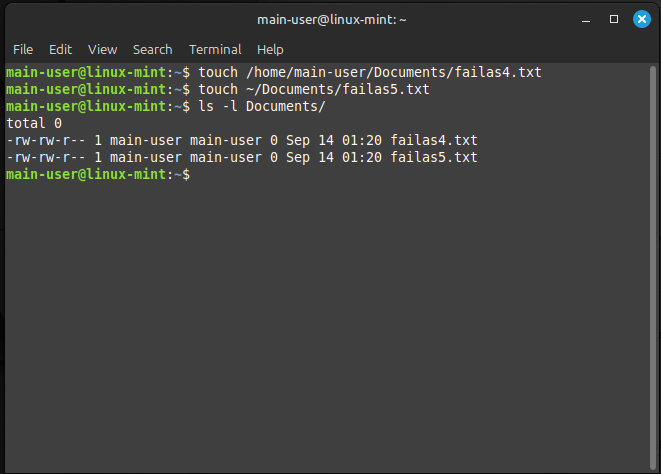 main-user@linux-mint: ~
File Edit View Search Terminal Help
main-user@linux-mint:~$ touch /home/main-user/Documents/failas4.txt
main-user@linux-mint:~$ touch ~/Documents/failas5.txt
main-user@linux-mint:~$ ls -l Documents/
total 0
-rw-rw-r-- 1 main-user main-user 0 Sep 14 01:20 failas4.txt
-rw-rw-r-- 1 main-user main-user 0 Sep 14 01:20 failas5.txt
main-user@linux-mint:~$